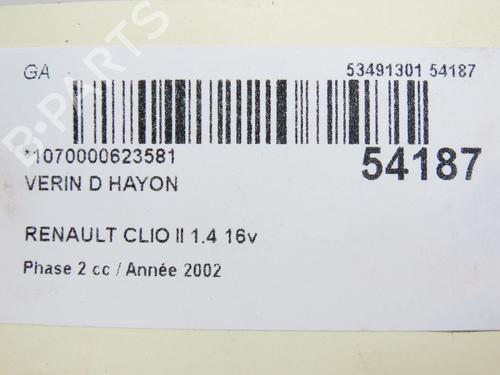 GA
53491301 54187
*1070000623581
54187
VERIN D HAYON
RENAULT CLIO II 1.4 16v
Phase 2 cc / Année 2002
B-PARTS